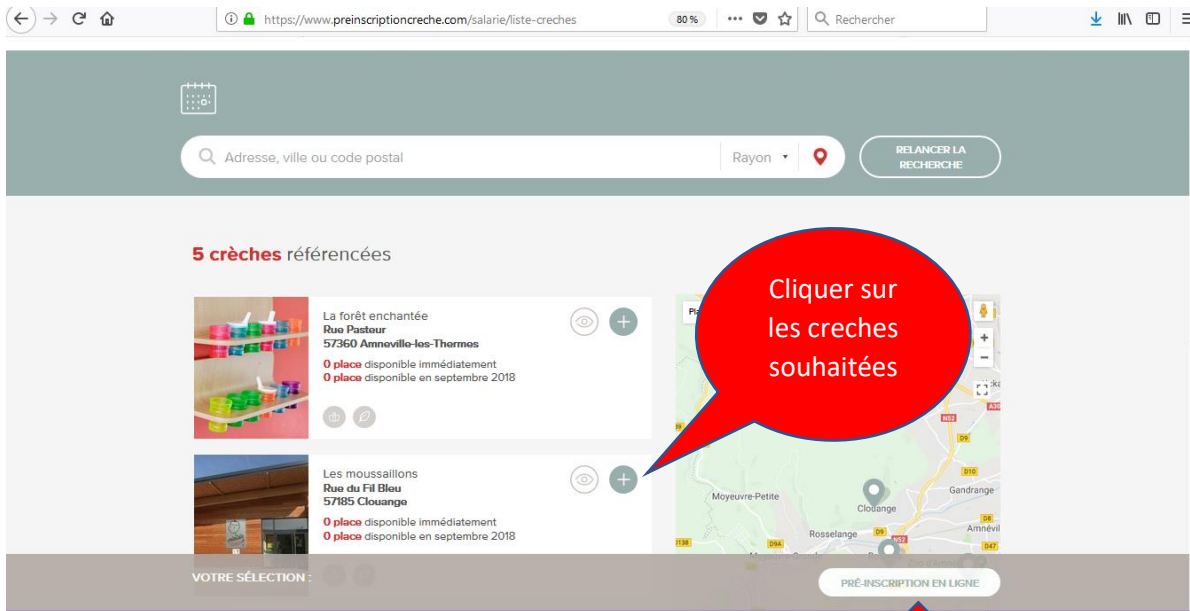 https://www.preinscriptioncreche.com/salarie/liste-creches
80 %
Rechercher
Adresse, ville ou code postal
Rayon
RELANCER LA
RECHERCHE
5 crèches référencées
La forêt enchantée
Rue Pasteur
57360 Amneville-les-Thermes
0 place disponible immédiatement
0 place disponible en septembre 2018
Les moussaillons
Rue du Fil Bleu
57185 Clouange
0 place disponible immédiatement
0 place disponible en septembre 2018
Cliquer sur
les creches
souhaitées
N52
A30
D9
D10
Moyeuvre-Petite
Clouange
Gandrange
D8
Rosselange
D9
N52
D138
D9A
D47
VOTRE SÉLECTION :
PRÉ-INSCRIPTION EN LIGNE